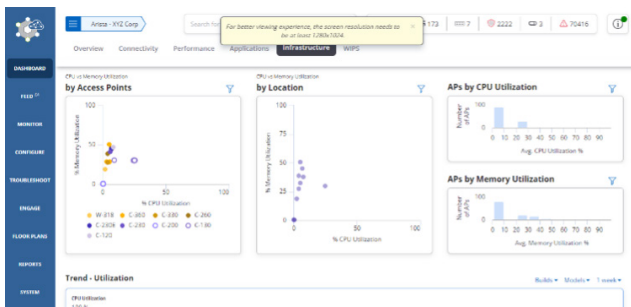 Arista - XYZ Corp
Search for
For better viewing experience, the screen resolution needs to
be at least 1280x1024.
×
173
7
2222
3
70416
Overview
Connectivity
Performance
Applications
Infrastructure
WIPS
DASHBOARD
FEED
MONITOR
CONFIGURE
TROUBLESHOOT
ENGAGE
FLOOR PLANS
REPORTS
SYSTEM
CPU vs Memory Utilization
by Access Points
100
50
0
% Memory Utilization
0
50
100
% CPU Utilization
W-318
C-360
C-330
C-260
C-230E
C-230
C-200
C-130
C-120
CPU vs Memory Utilization
by Location
100
75
50
25
0
% Memory Utilization
0
50
100
% CPU Utilization
APs by CPU Utilization
Number
of APs
100
0 10 20 30 40 50 60 70 80 90
Avg. CPU Utilization %
APs by Memory Utilization
Number
of APs
100
0 10 20 30 40 50 60 70 80 90
Avg. Memory Utilization %
Trend - Utilization
Builds
Models
1 week
CPU Utilization